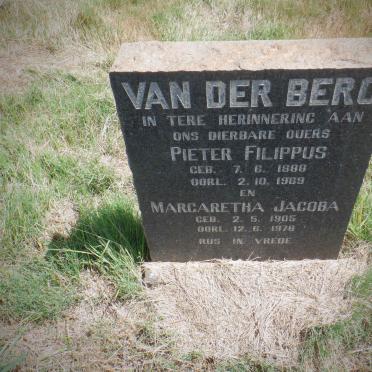 VAN DER BERG
IN TERE HERINNERING AAN
ONS DIERBARE OUERS
PIETER FILIPPUS
GEB. 7. 6. 1888
OORL. 2. 10. 1969
EN
MARGARETHA JACOBA
GEB. 2. 5. 1905
OORL. 12. 6. 1978
RUS IN VREDE